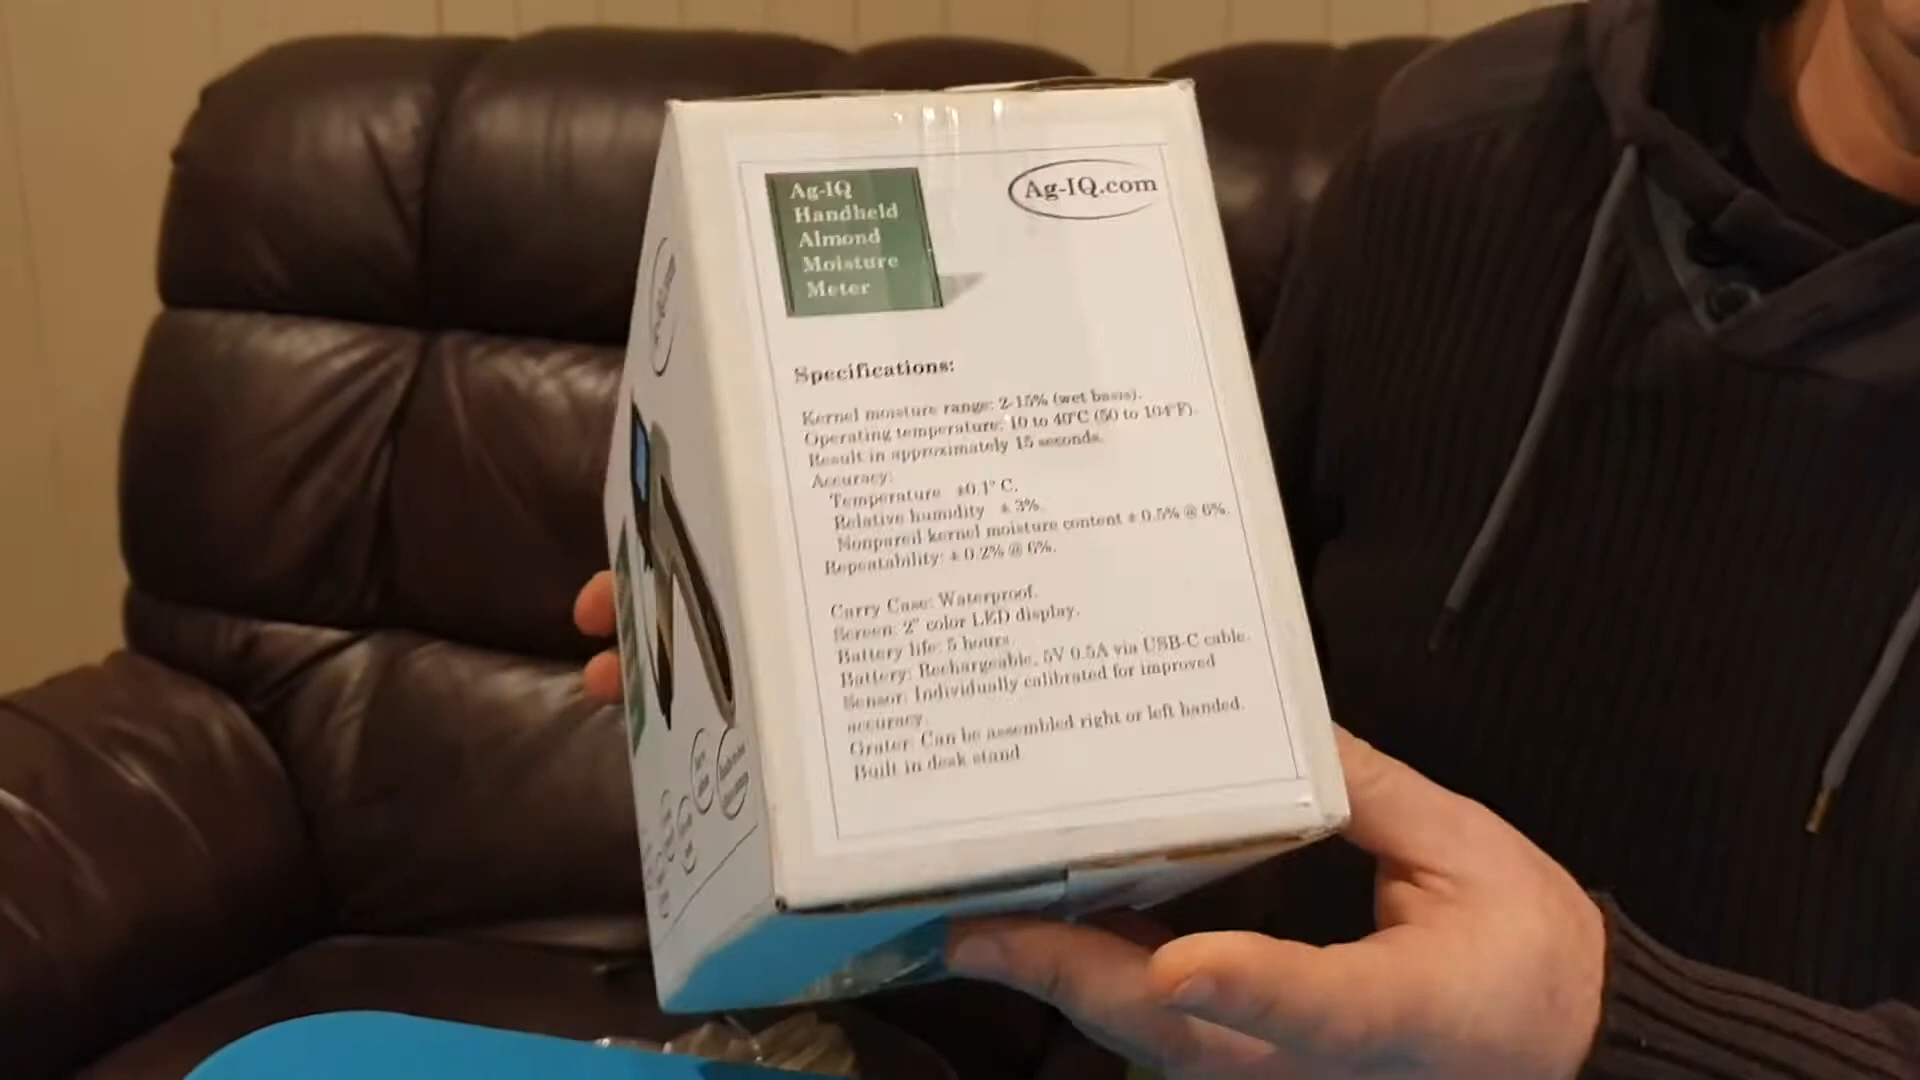 Ag-IQ
Handheld
Almond
Moisture
Meter
Ag-IQ.com
Specifications:
Kernel moisture range: 2-15% (wet basis).
Operating temperature: 10 to 40°C (50 to 104°F).
Result in approximately 15 seconds.
Accuracy:
Temperature ±0.1° C.
Relative humidity ± 3%.
Nonpareil kernel moisture content ± 0.5% @ 6%.
Repeatability: ± 0.2% @ 6%.
Carry Case: Waterproof.
Screen: 2" color LED display.
Battery life: 5 hours.
Battery: Rechargeable, 5V 0.5A via USB-C cable.
Sensor: Individually calibrated for improved
accuracy.
Grater: Can be assembled right or left handed.
Built in desk stand.